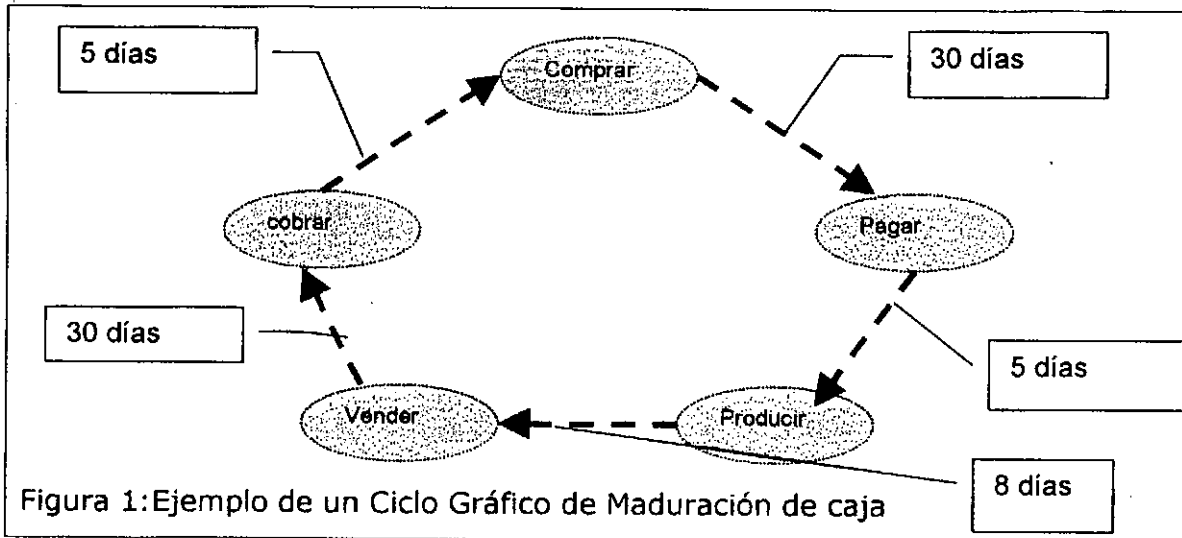 5 días
Comprar
30 días
cobrar
Pagar
30 días
5 días
Vender
Producir
8 días
Figura 1:Ejemplo de un Ciclo Gráfico de Maduración de caja